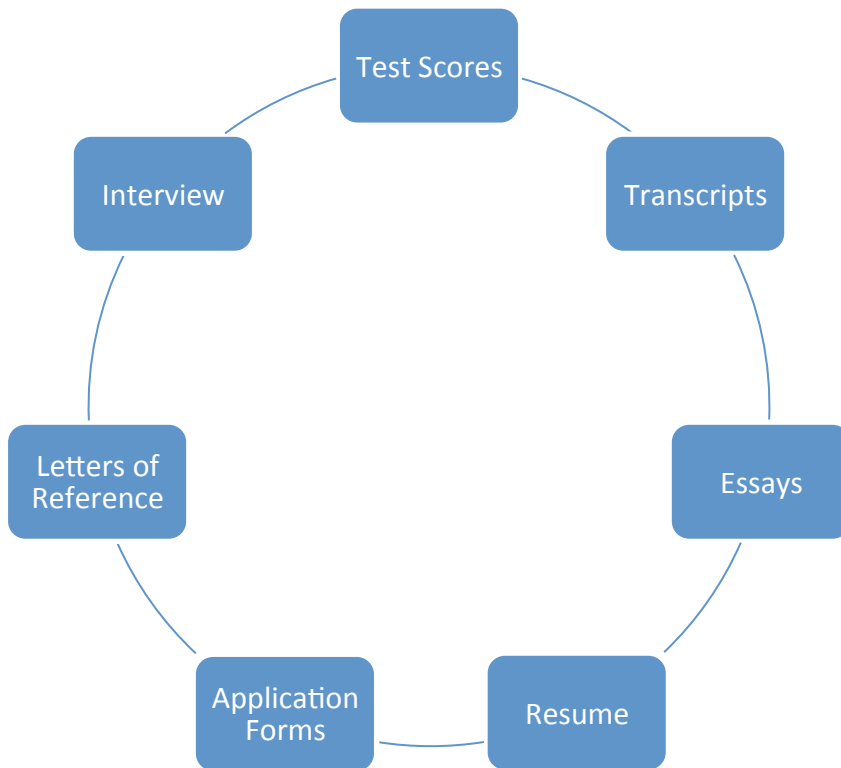 Test Scores
Transcripts
Essays
Resume
Application
Forms
Letters of
Reference
Interview